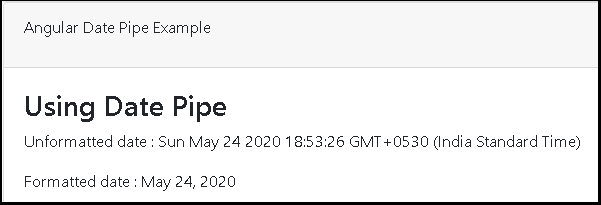 Angular Date Pipe Example
Using Date Pipe
Unformatted date : Sun May 24 2020 18:53:26 GMT+0530 (India Standard Time)
Formatted date : May 24, 2020